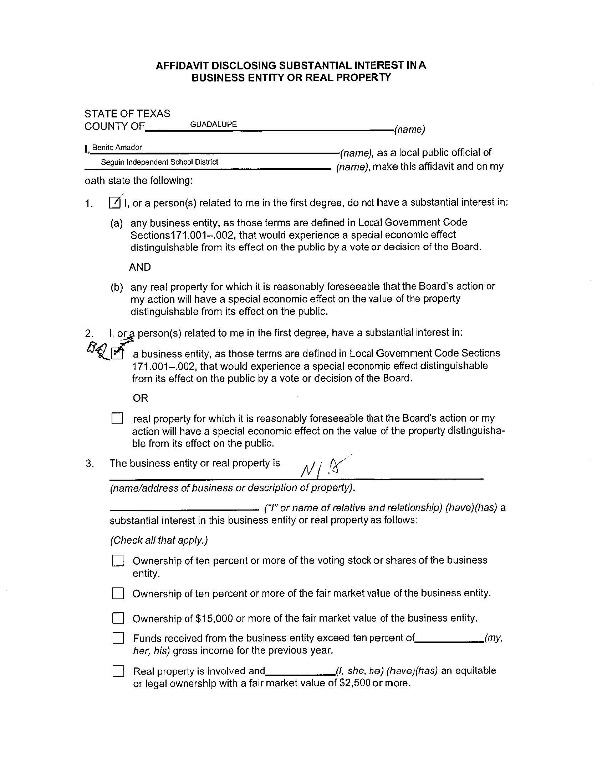 AFFIDAVIT DISCLOSING SUBSTANTIAL INTEREST IN A
BUSINESS ENTITY OR REAL PROPERTY
STATE OF TEXAS
COUNTY OF GUADALUPE (name)
I, Benito Amador (name), as a local public official of
Seguin Independent School District (name), make this affidavit and on my
oath state the following:
1. I, or a person(s) related to me in the first degree, do not have a substantial interest in:
(a) any business entity, as those terms are defined in Local Government Code
Sections171.001–.002, that would experience a special economic effect
distinguishable from its effect on the public by a vote or decision of the Board.
AND
(b) any real property for which it is reasonably foreseeable that the Board's action or
my action will have a special economic effect on the value of the property
distinguishable from its effect on the public.
2. I, or a person(s) related to me in the first degree, have a substantial interest in:
a business entity, as those terms are defined in Local Government Code Sections
171.001–.002, that would experience a special economic effect distinguishable
from its effect on the public by a vote or decision of the Board.
OR
real property for which it is reasonably foreseeable that the Board's action or my
action will have a special economic effect on the value of the property distinguisha-
ble from its effect on the public.
3. The business entity or real property is N/A
(name/address of business or description of property).
("I" or name of relative and relationship) (have)(has) a
substantial interest in this business entity or real property as follows:
(Check all that apply.)
Ownership of ten percent or more of the voting stock or shares of the business
entity.
Ownership of ten percent or more of the fair market value of the business entity.
Ownership of $15,000 or more of the fair market value of the business entity.
Funds received from the business entity exceed ten percent of (my,
her, his) gross income for the previous year.
Real property is involved and (I, she, he) (have)(has) an equitable
or legal ownership with a fair market value of $2,500 or more.